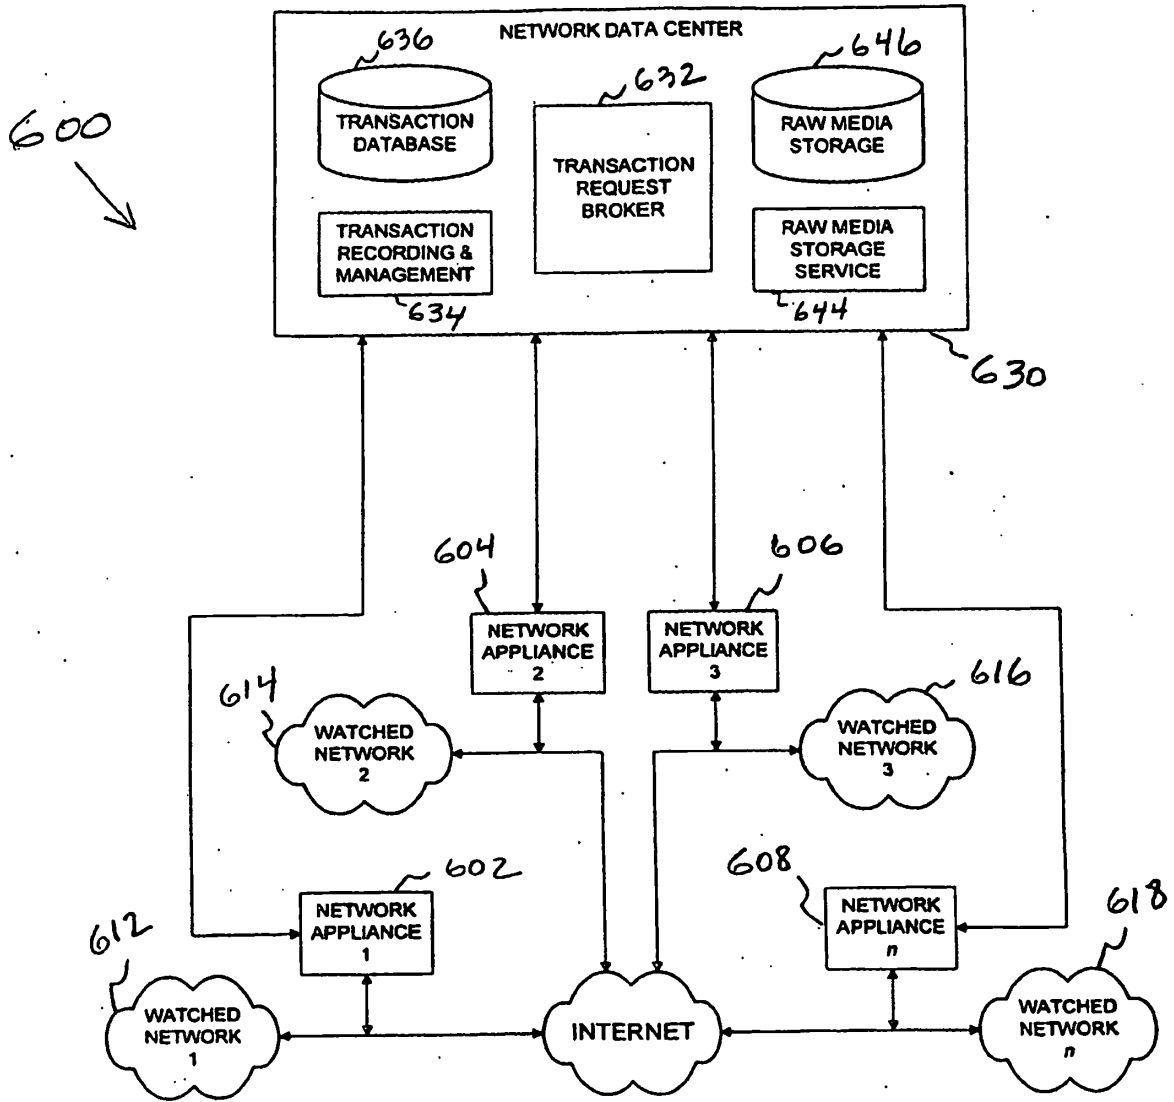 NETWORK DATA CENTER
636
646
632
600
TRANSACTION
DATABASE
RAW MEDIA
STORAGE
TRANSACTION
REQUEST
BROKER
TRANSACTION
RECORDING &
MANAGEMENT
RAW MEDIA
STORAGE
SERVICE
634
644
630
604
606
NETWORK
APPLIANCE
2
NETWORK
APPLIANCE
3
614
616
WATCHED
NETWORK
2
WATCHED
NETWORK
3
602
608
618
612
NETWORK
APPLIANCE
1
NETWORK
APPLIANCE
n
WATCHED
NETWORK
1
INTERNET
WATCHED
NETWORK
n